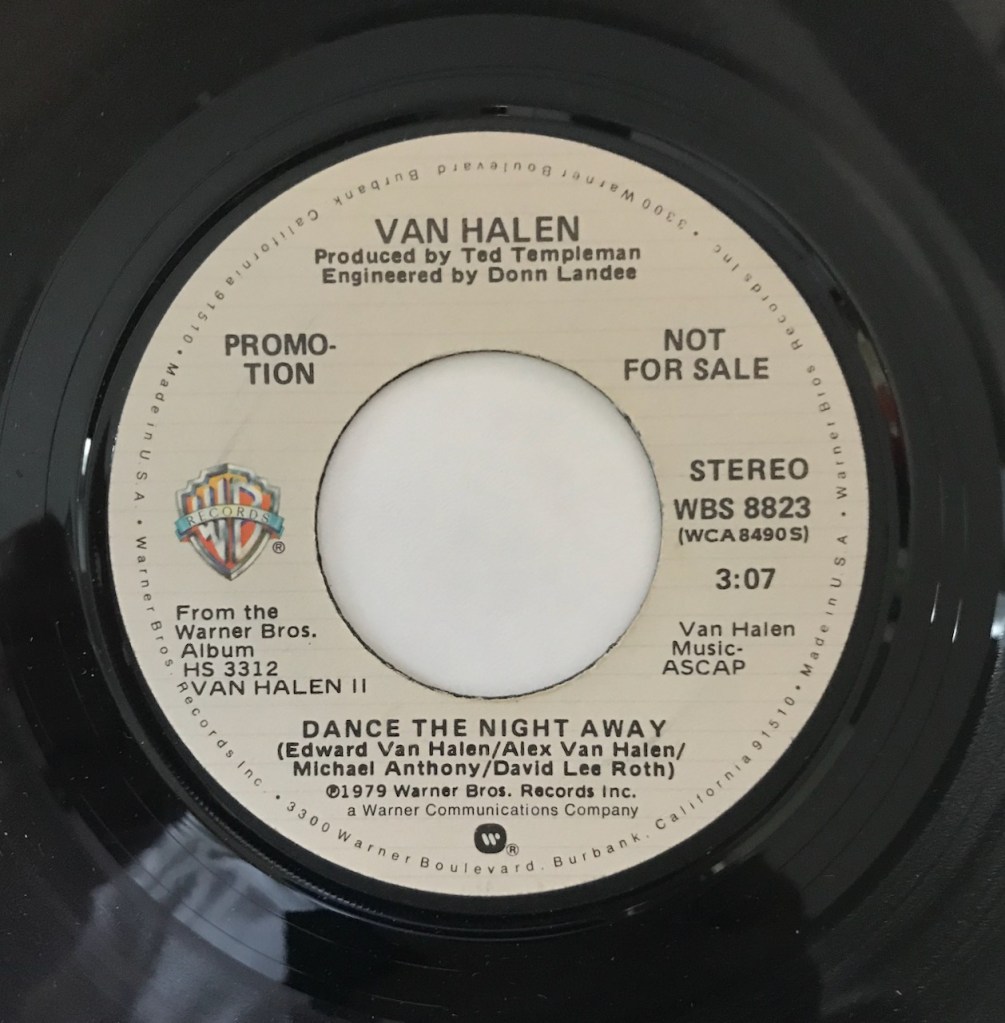 VAN HALEN
Produced by Ted Templeman
Engineered by Donn Landee
PROMO-
TION
NOT
FOR SALE
STEREO
WBS 8823
(WCA8490S)
3:07
WB
RECORDS
®
From the
Warner Bros.
Album
HS 3312
VAN HALEN II
Van Halen
Music-
ASCAP
DANCE THE NIGHT AWAY
(Edward Van Halen/Alex Van Halen/
Michael Anthony/David Lee Roth)
℗1979 Warner Bros. Records Inc.
a Warner Communications Company
W®
Warner Bros. Records Inc. • 3300 Warner Boulevard. Burbank. California 91510 • Made in U S A •
Warner Bros Records Inc • 3300 Warner Boulevard Burbank California 91510 • Made in U.S.A. •